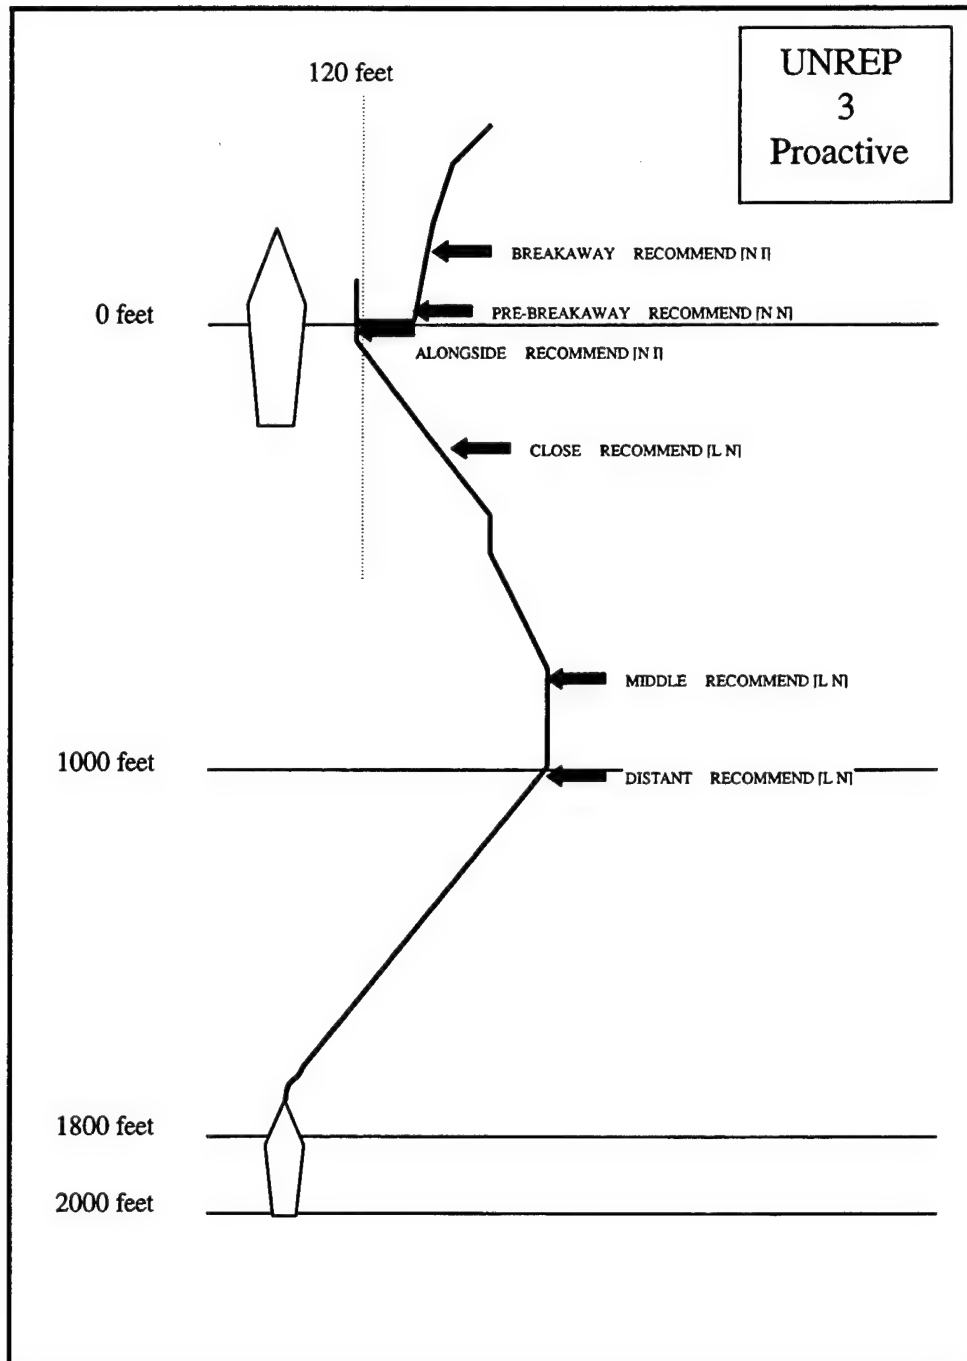 120 feet
UNREP
3
Proactive
BREAKAWAY RECOMMEND [N I]
0 feet
PRE-BREAKAWAY RECOMMEND [N N]
ALONGSIDE RECOMMEND [N I]
CLOSE RECOMMEND [L N]
MIDDLE RECOMMEND [L N]
1000 feet
DISTANT RECOMMEND [L N]
1800 feet
2000 feet